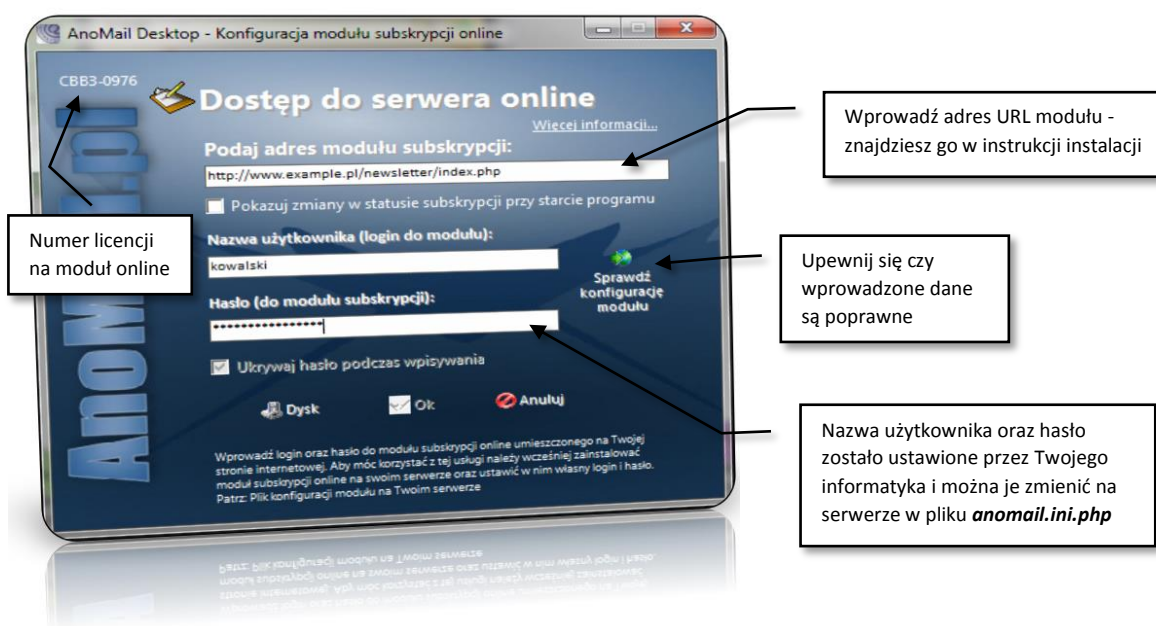 AnoMail Desktop - Konfiguracja modułu subskrypcji online
CBB3-0976
Dostęp do serwera online
Więcej informacji...
Podaj adres modułu subskrypcji:
http://www.example.pl/newsletter/index.php
Pokazuj zmiany w statusie subskrypcji przy starcie programu
Nazwa użytkownika (login do modułu):
kowalski
Sprawdź
konfigurację
modułu
Hasło (do modułu subskrypcji):
••••••••••••••••
Ukrywaj hasło podczas wpisywania
Dysk
Ok
Anuluj
Wprowadź login oraz hasło do modułu subskrypcji online umieszczonego na Twojej
stronie internetowej. Aby móc korzystać z tej usługi należy wcześniej zainstalować
moduł subskrypcji online na swoim serwerze oraz ustawić w nim własny login i hasło.
Patrz: Plik konfiguracji modułu na Twoim serwerze
Numer licencji
na moduł online
Wprowadź adres URL modułu -
znajdziesz go w instrukcji instalacji
Upewnij się czy
wprowadzone dane
są poprawne
Nazwa użytkownika oraz hasło
zostało ustawione przez Twojego
informatyka i można je zmienić na
serwerze w pliku anomail.ini.php